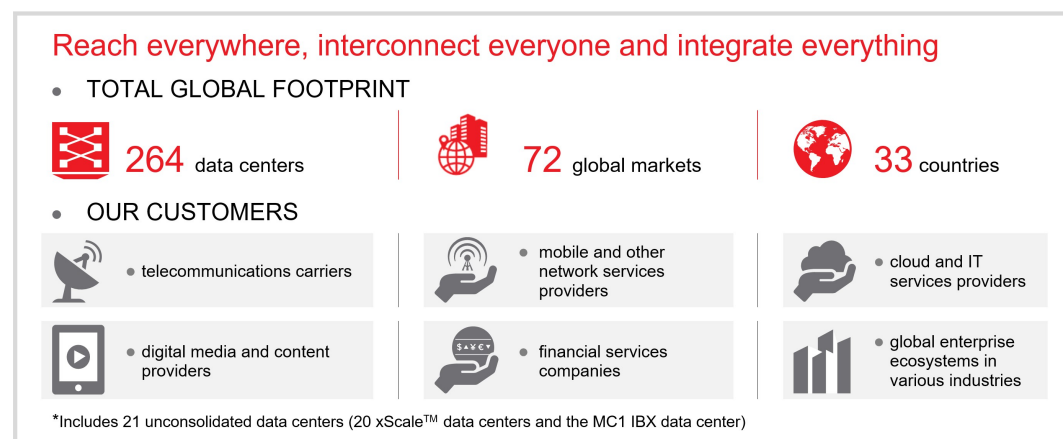 Reach everywhere, interconnect everyone and integrate everything
• TOTAL GLOBAL FOOTPRINT
264 data centers
72 global markets
33 countries
• OUR CUSTOMERS
• telecommunications carriers
• mobile and other
network services
providers
• cloud and IT
services providers
• digital media and content
providers
$▲¥€▼
• financial services
companies
• global enterprise
ecosystems in
various industries
*Includes 21 unconsolidated data centers (20 xScale™ data centers and the MC1 IBX data center)